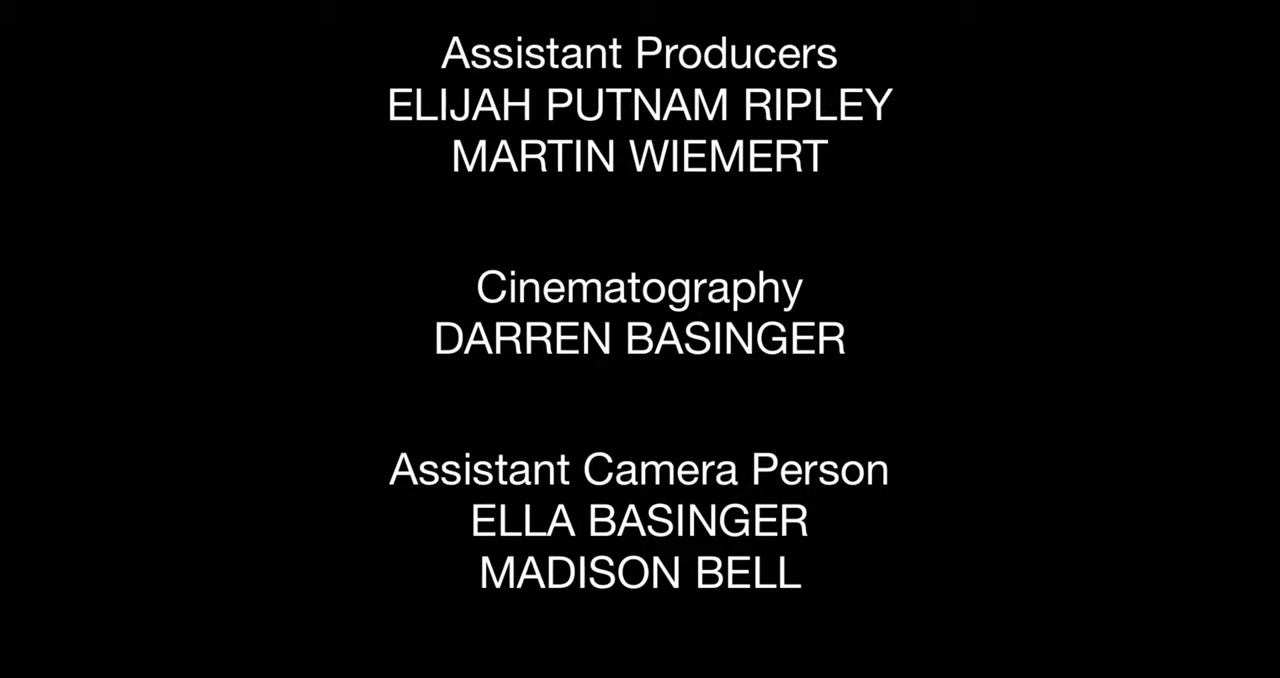 Assistant Producers
ELIJAH PUTNAM RIPLEY
MARTIN WIEMERT
Cinematography
DARREN BASINGER
Assistant Camera Person
ELLA BASINGER
MADISON BELL